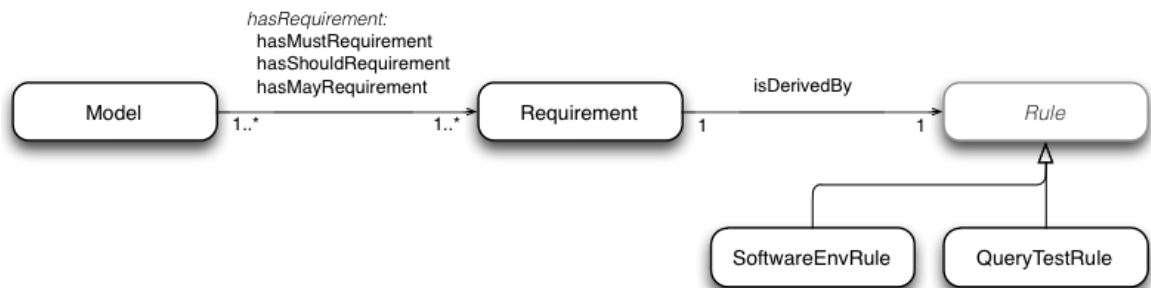 hasRequirement:
hasMustRequirement
hasShouldRequirement
hasMayRequirement
isDerivedBy
Model
Requirement
Rule
1..*
1..*
1
1
SoftwareEnvRule
QueryTestRule